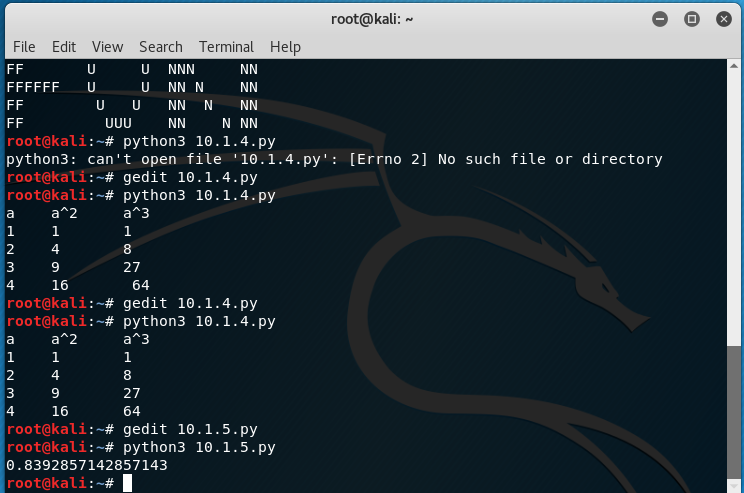 root@kali: ~
File Edit View Search Terminal Help
FF       U     U  NNN     NN
FFFFFF   U     U  NN N    NN
FF        U   U   NN  N   NN
FF         UUU    NN    N NN
root@kali:~# python3 10.1.4.py
python3: can't open file '10.1.4.py': [Errno 2] No such file or directory
root@kali:~# gedit 10.1.4.py
root@kali:~# python3 10.1.4.py
a    a^2     a^3
1    1       1
2    4       8
3    9       27
4    16       64
root@kali:~# gedit 10.1.4.py
root@kali:~# python3 10.1.4.py
a    a^2     a^3
1    1       1
2    4       8
3    9       27
4    16      64
root@kali:~# gedit 10.1.5.py
root@kali:~# python3 10.1.5.py
0.8392857142857143
root@kali:~#